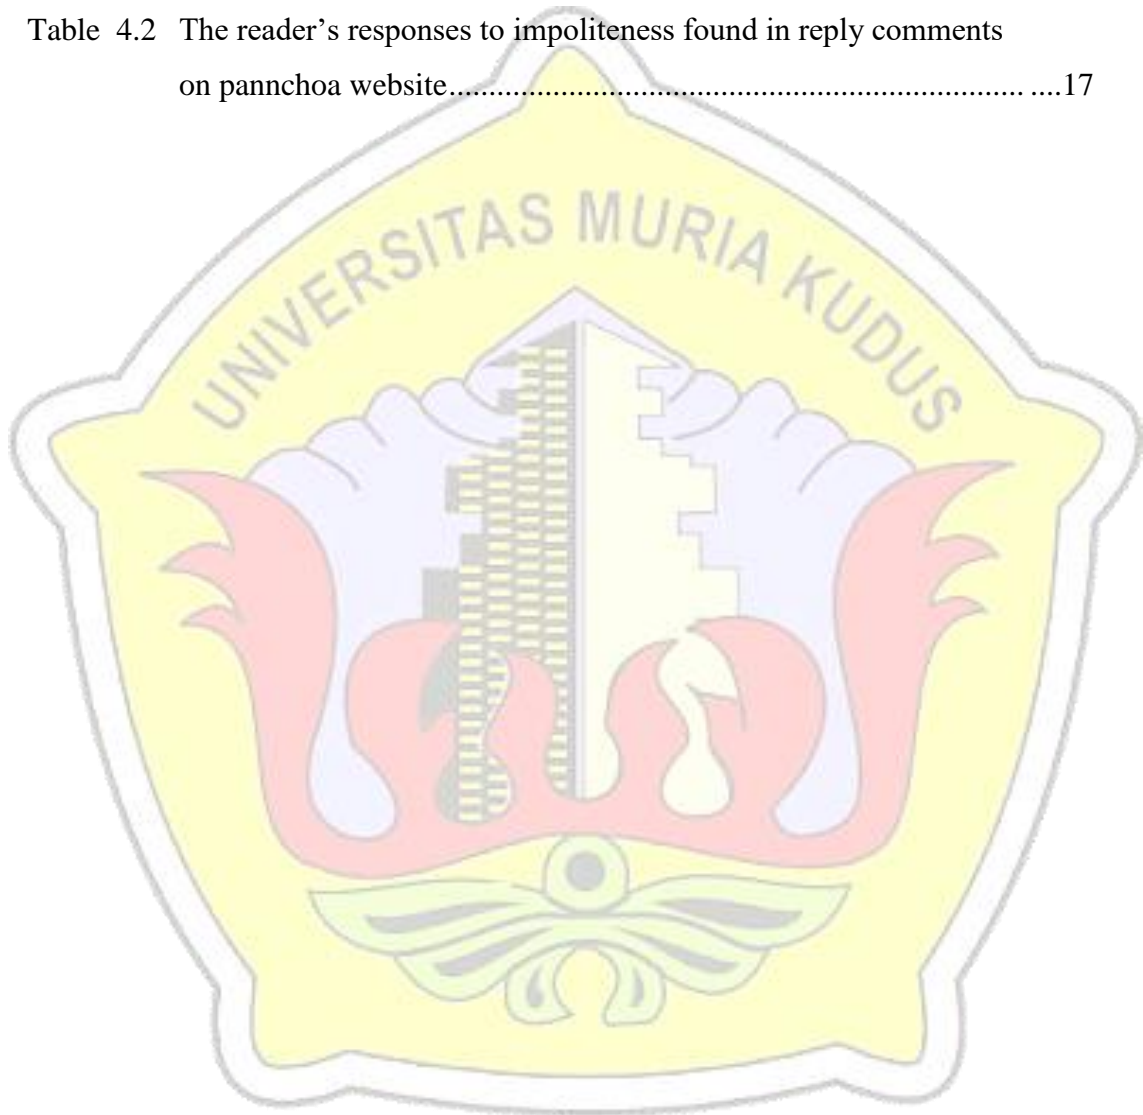 Table 4.2 The reader’s responses to impoliteness found in reply comments
on pannchoa website........................................................................ ....17
UNIVERSITAS MURIA KUDUS